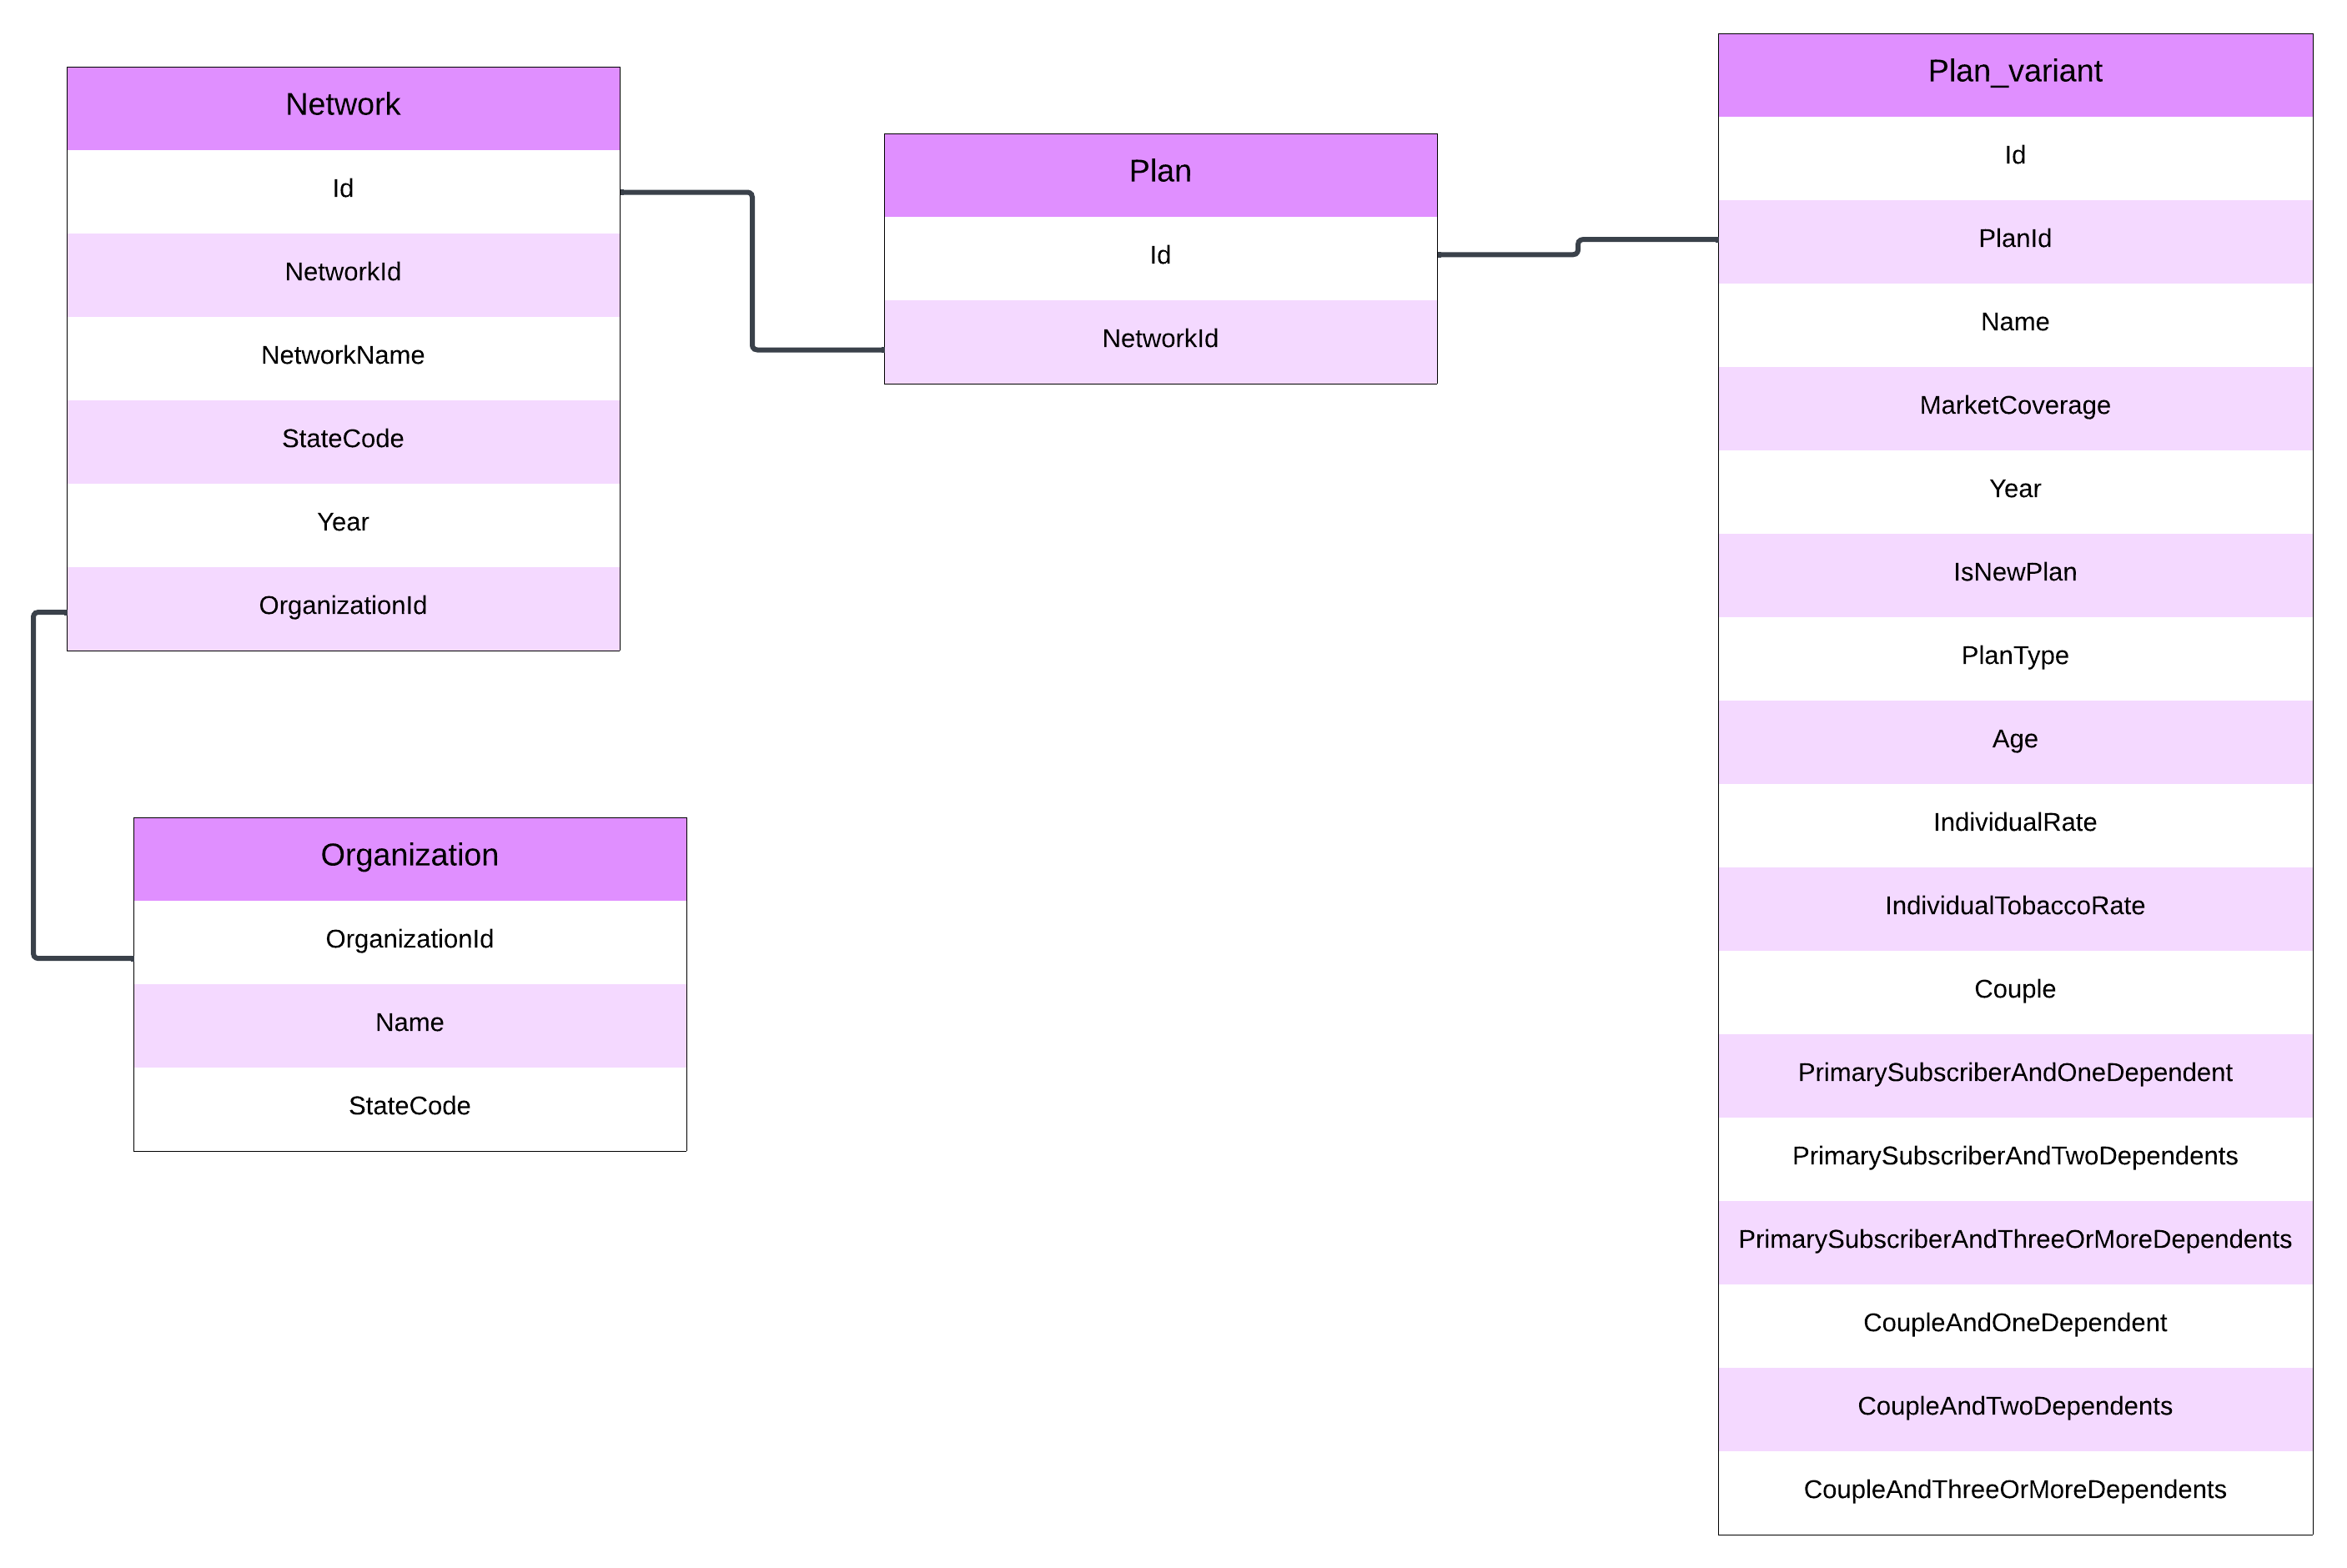 Network
Id
NetworkId
NetworkName
StateCode
Year
OrganizationId
Plan
Id
NetworkId
Plan_variant
Id
PlanId
Name
MarketCoverage
Year
IsNewPlan
PlanType
Age
IndividualRate
IndividualTobaccoRate
Couple
PrimarySubscriberAndOneDependent
PrimarySubscriberAndTwoDependents
PrimarySubscriberAndThreeOrMoreDependents
CoupleAndOneDependent
CoupleAndTwoDependents
CoupleAndThreeOrMoreDependents
Organization
OrganizationId
Name
StateCode